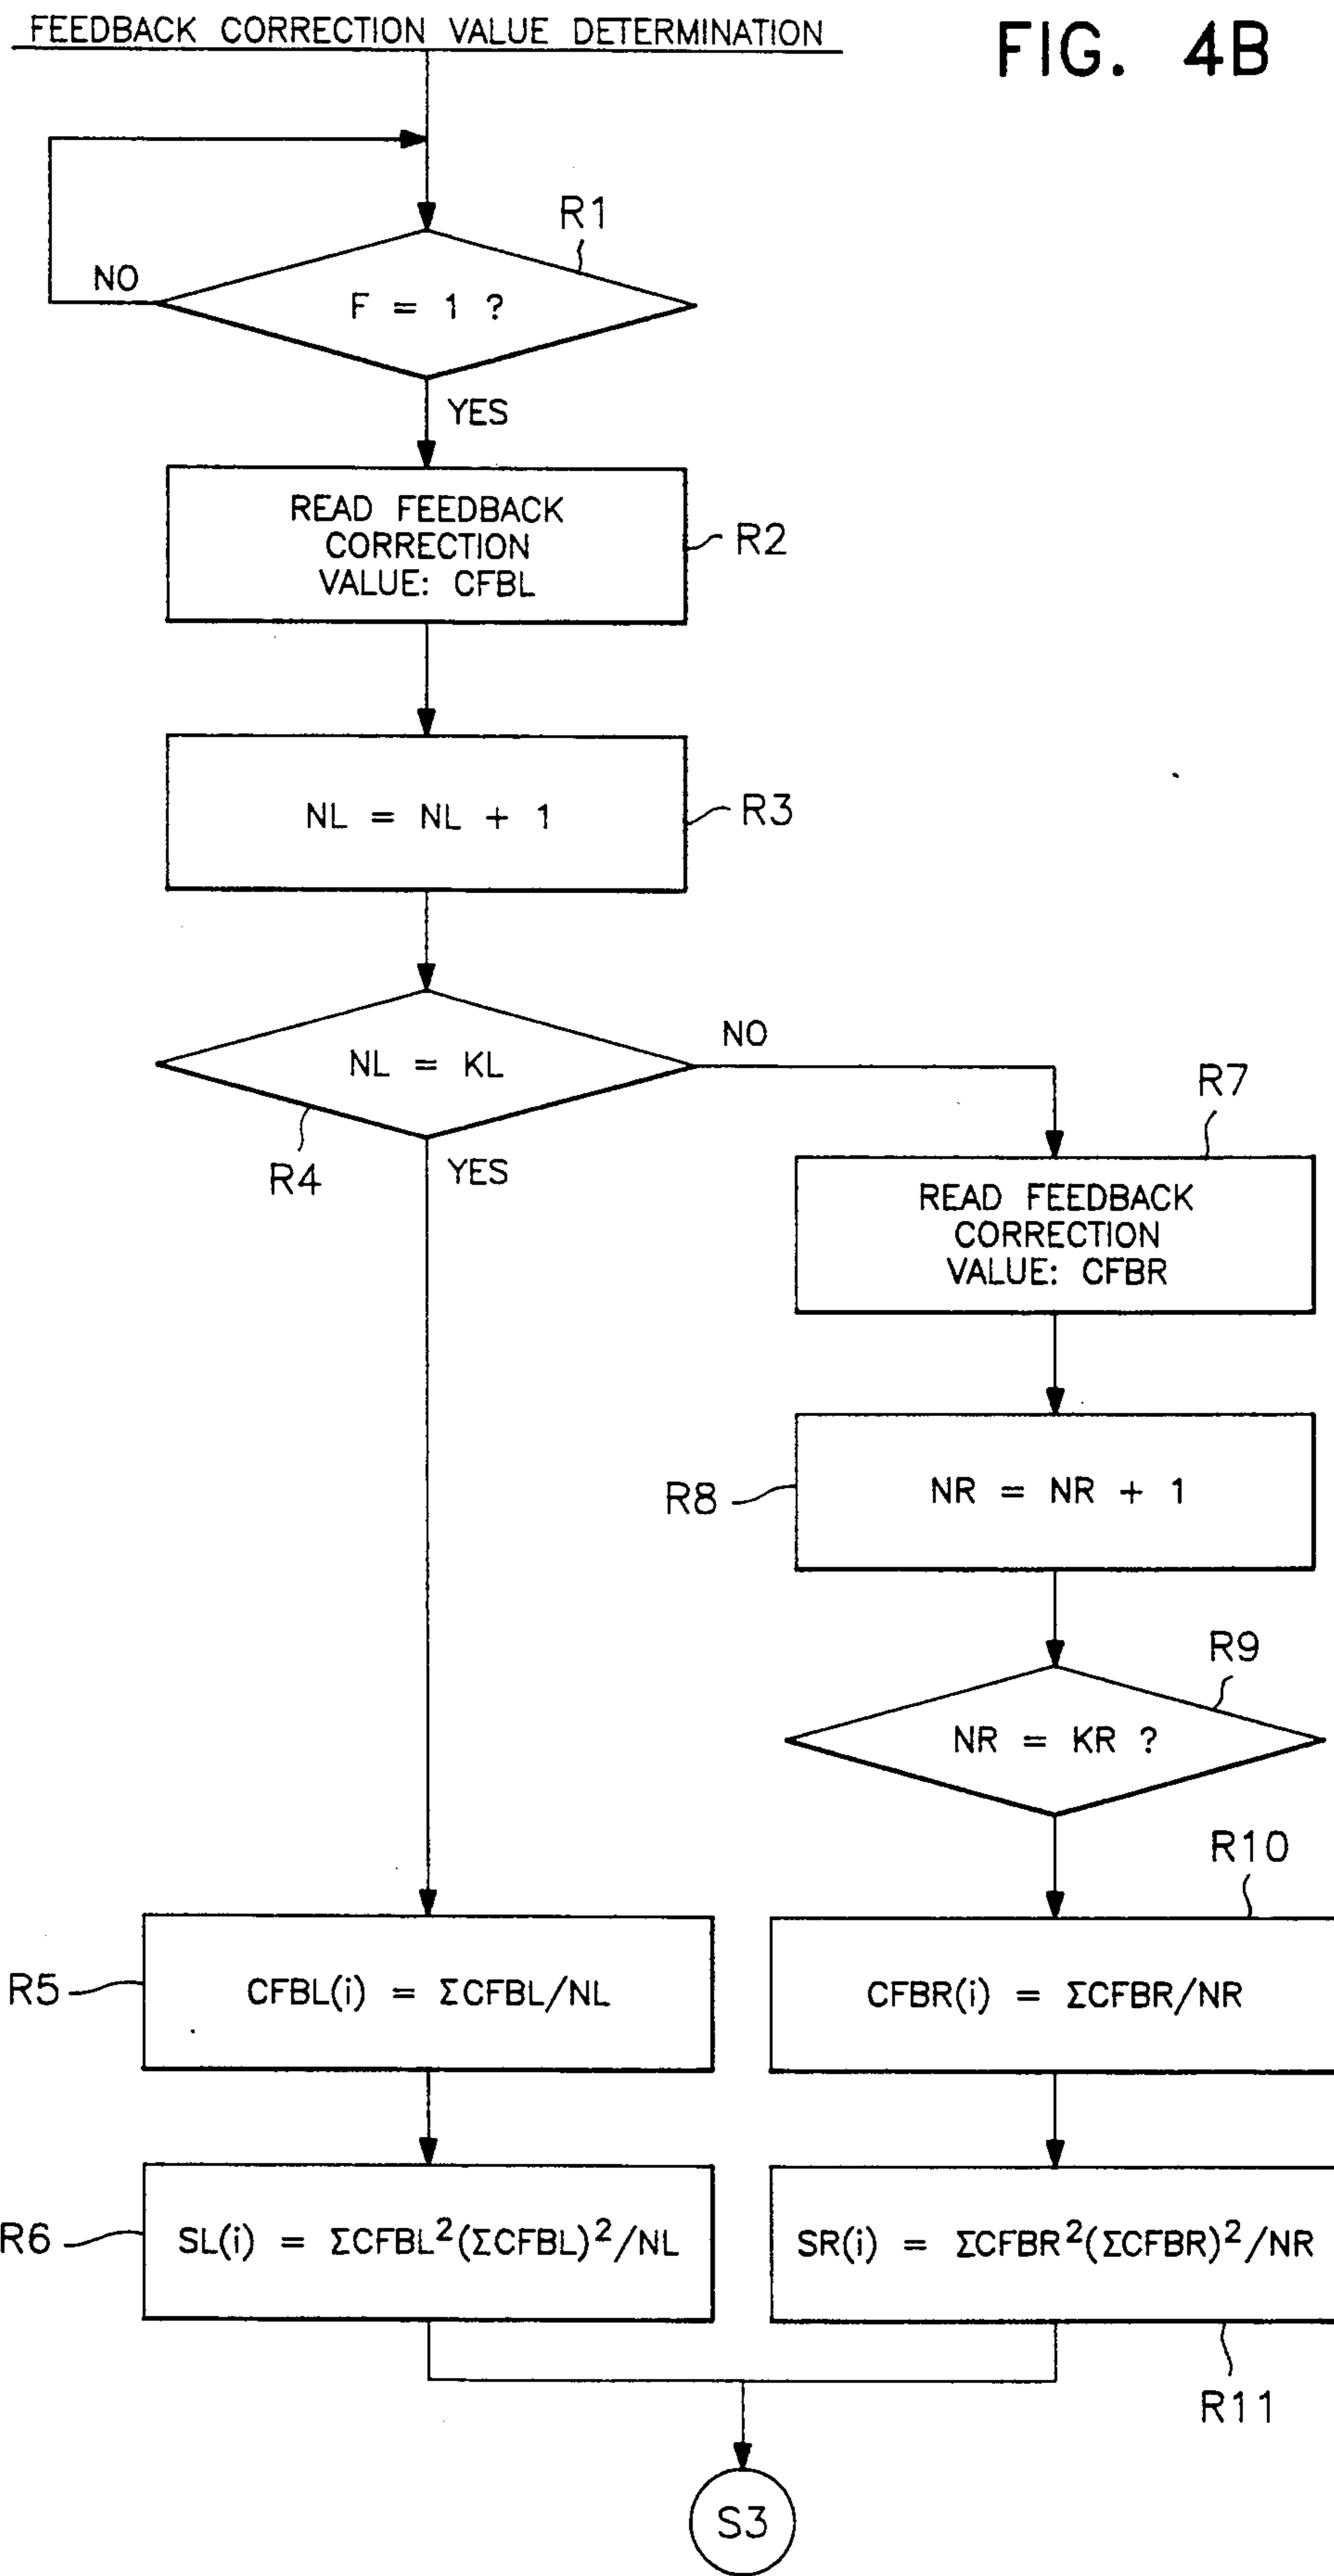 FEEDBACK CORRECTION VALUE DETERMINATION
FIG. 4B
R1
NO
F = 1 ?
YES
READ FEEDBACK
CORRECTION
VALUE: CFBL
R2
NL = NL + 1
R3
NL = KL
NO
R4
YES
R7
READ FEEDBACK
CORRECTION
VALUE: CFBR
R8
NR = NR + 1
R9
NR = KR ?
R10
R5
CFBL(i) = ΣCFBL/NL
CFBR(i) = ΣCFBR/NR
R6
SL(i) = ΣCFBL²(ΣCFBL)²/NL
SR(i) = ΣCFBR²(ΣCFBR)²/NR
R11
S3